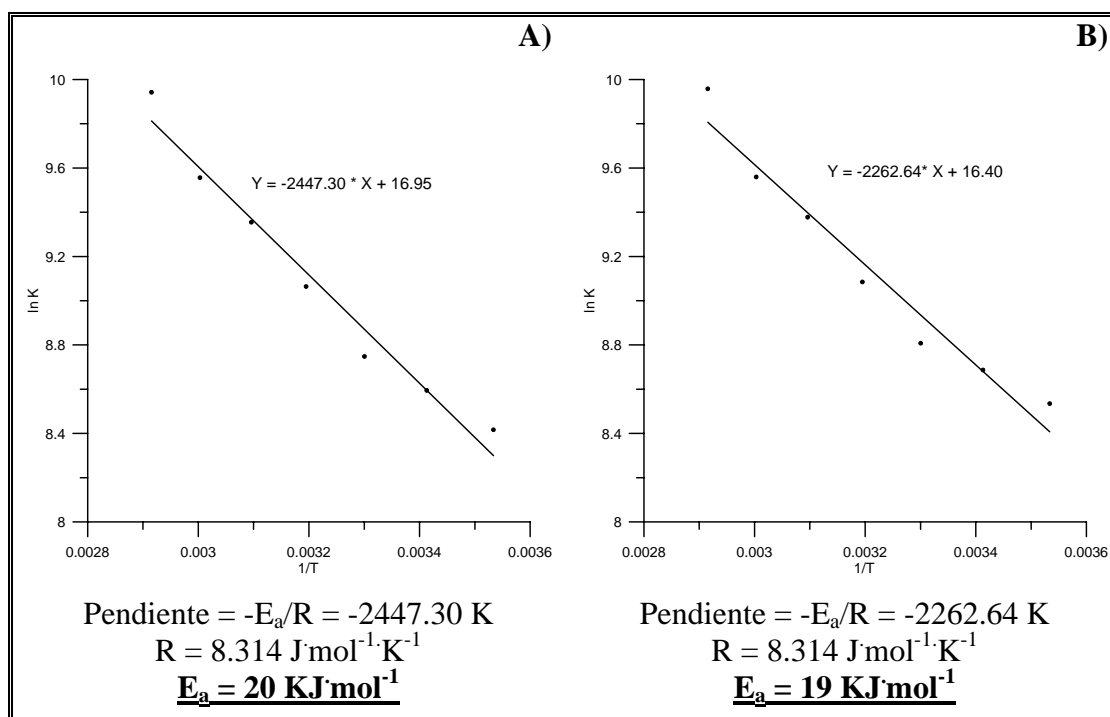 A)
10
9.6
9.2
8.8
8.4
8
ln K
Y = -2447.30 * X + 16.95
0.0028
0.003
0.0032
0.0034
0.0036
1/T
Pendiente = -Eₐ/R = -2447.30 K
R = 8.314 J·mol⁻¹·K⁻¹
Eₐ = 20 KJ·mol⁻¹
B)
10
9.6
9.2
8.8
8.4
8
ln K
Y = -2262.64* X + 16.40
0.0028
0.003
0.0032
0.0034
0.0036
1/T
Pendiente = -Eₐ/R = -2262.64 K
R = 8.314 J·mol⁻¹·K⁻¹
Eₐ = 19 KJ·mol⁻¹